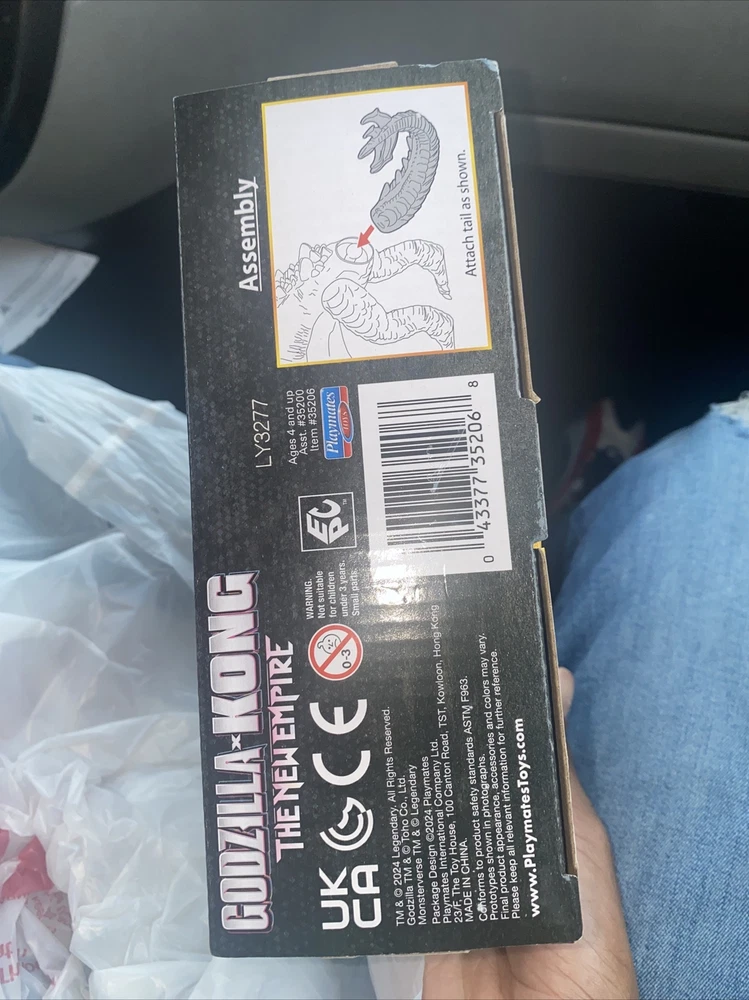 GODZILLA x KONG
THE NEW EMPIRE
UK
CA
CE
0-3
WARNING.
Not suitable
for children
under 3 years.
Small parts.
EPC
LY3277
Ages 4 and up
Asst. #35200
Item #35206
Playmates
TOYS
0 43377 35206 8
Assembly
Attach tail as shown.
TM & © 2024 Legendary. All Rights Reserved.
Godzilla TM & © Toho Co., Ltd.
Monsterverse TM & © Legendary
Package Design ©2024 Playmates
Playmates International Company Ltd.
23/F, The Toy House, 100 Canton Road, TST, Kowloon, Hong Kong
MADE IN CHINA.
Conforms to product safety standards ASTM F963.
Prototypes shown in photographs.
Final product appearance, accessories and colors may vary.
Please keep all relevant information for further reference.
www.PlaymatesToys.com